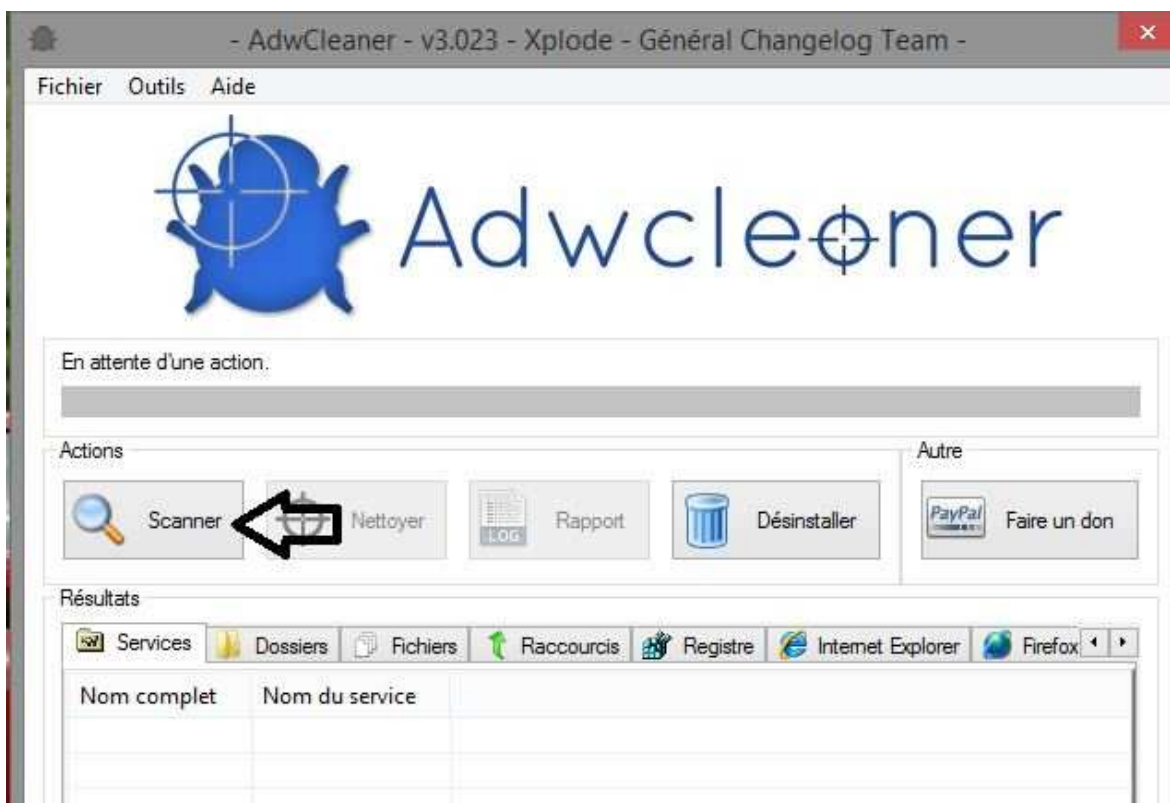 - AdwCleaner - v3.023 - Xplode - Général Changelog Team -
Fichier Outils Aide
Adwcleaner
En attente d'une action.
Actions
Autre
Scanner
Nettoyer
LOG
Rapport
Désinstaller
PayPal
Faire un don
Résultats
Services Dossiers Fichiers Raccourcis Registre Internet Explorer Firefox
Nom complet Nom du service